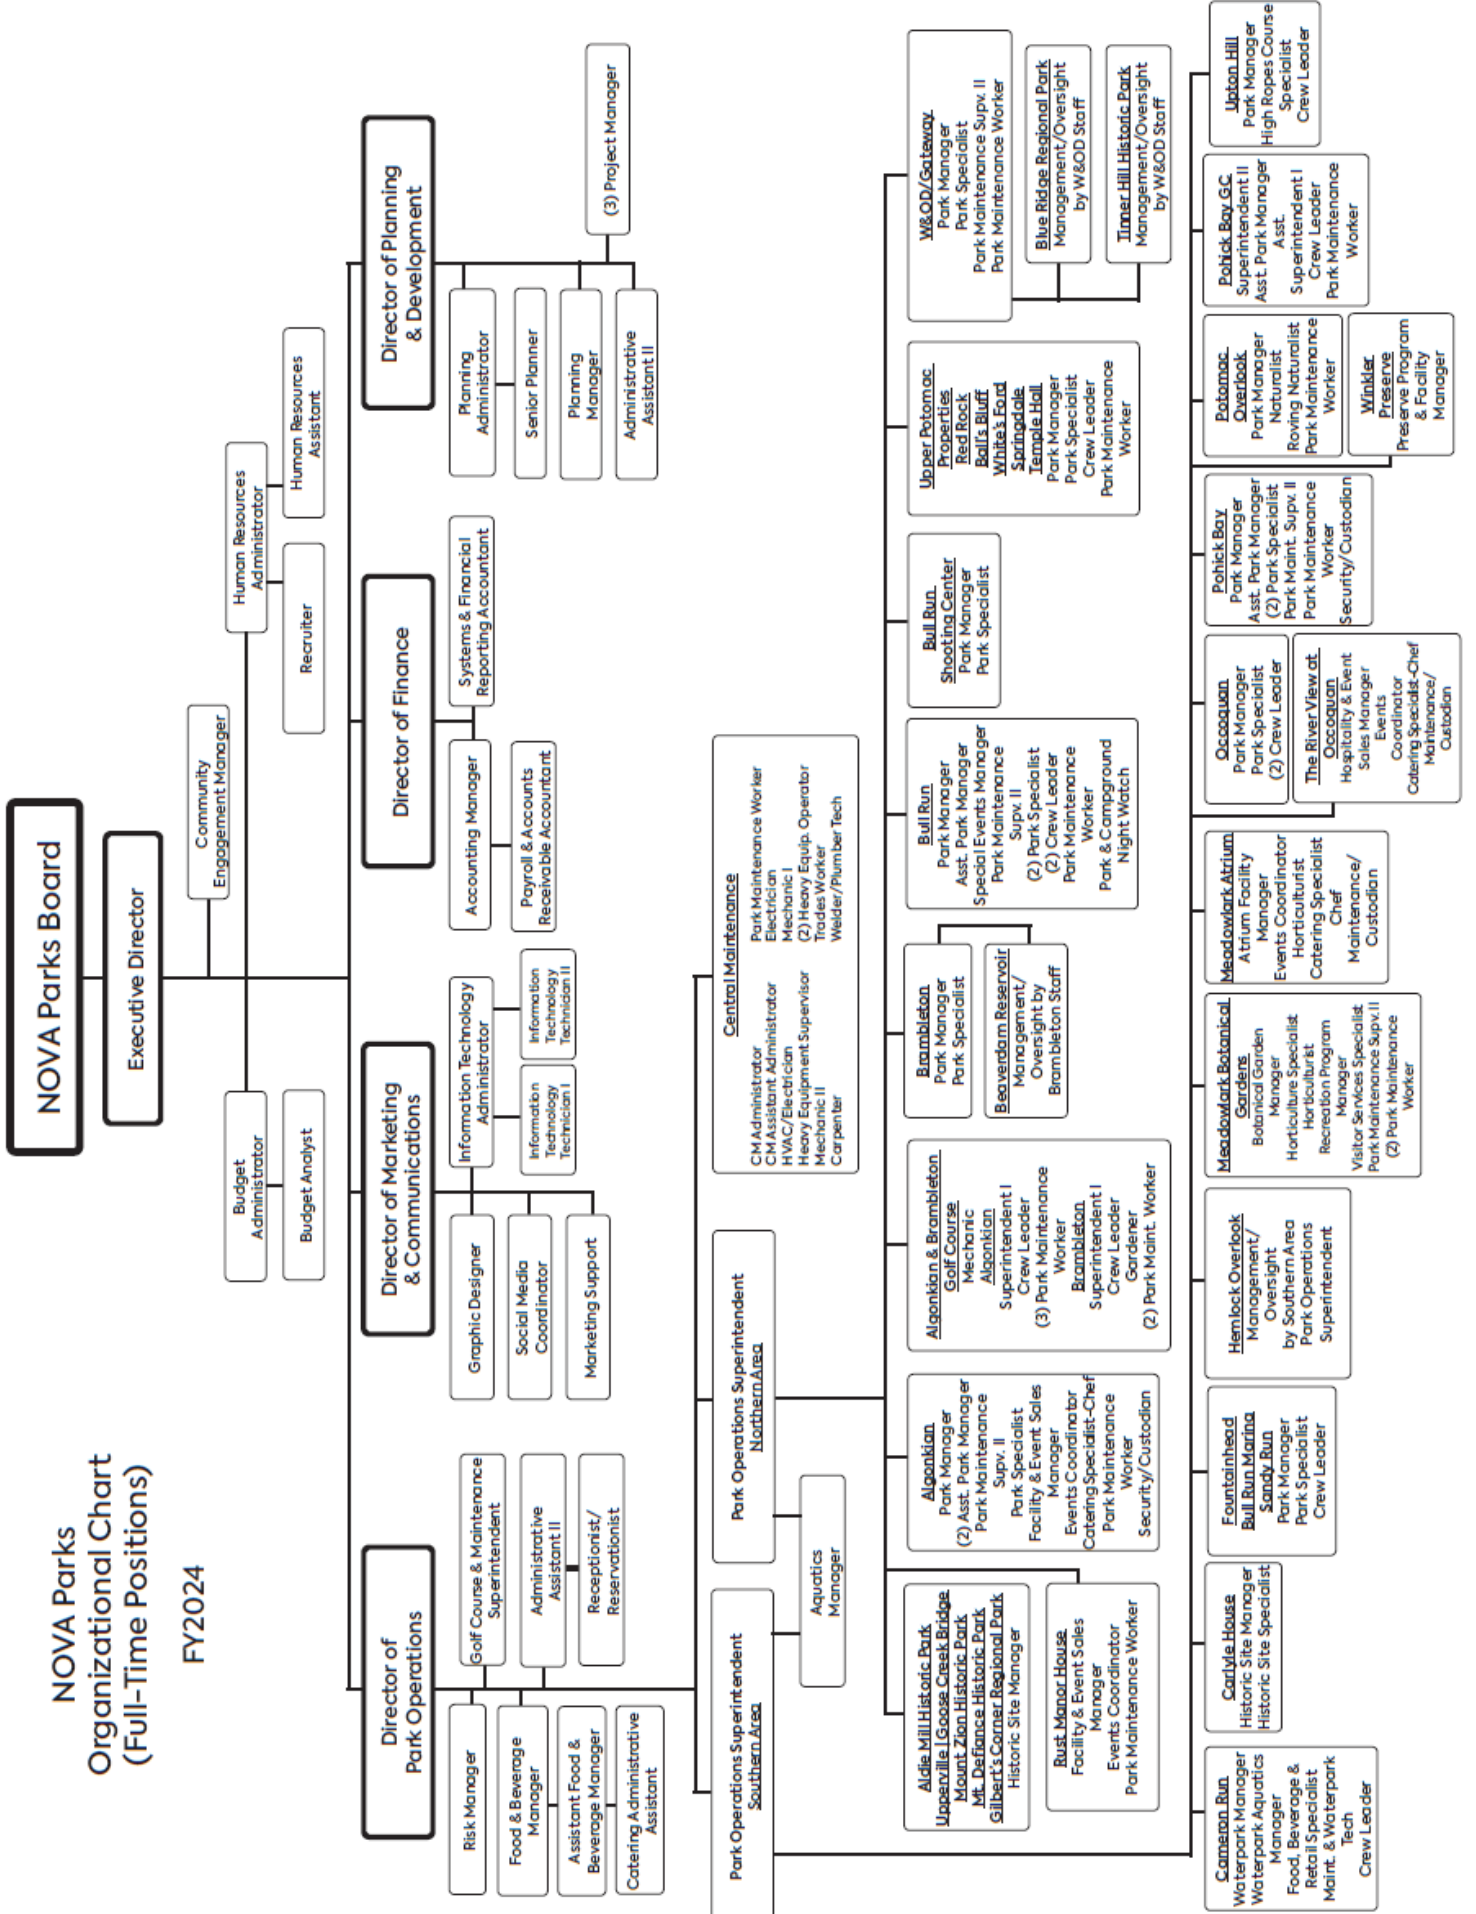 NOVA Parks
Organizational Chart
(Full-Time Positions)
FY2024
NOVA Parks Board
Executive Director
Community
Engagement Manager
Budget
Administrator
Budget Analyst
Human Resources
Administrator
Recruiter
Human Resources
Assistant
Director of
Park Operations
Director of Marketing
& Communications
Director of Finance
Director of Planning
& Development
Risk Manager
Golf Course & Maintenance
Superintendent
Food & Beverage
Manager
Administrative
Assistant II
Assistant Food &
Beverage Manager
Receptionist/
Reservationist
Catering Administrative
Assistant
Graphic Designer
Information Technology
Administrator
Social Media
Coordinator
Information
Technology
Technician I
Information
Technology
Technician II
Marketing Support
Accounting Manager
Systems & Financial
Reporting Accountant
Payroll & Accounts
Receivable Accountant
Planning
Administrator
Senior Planner
Planning
Manager
(3) Project Manager
Administrative
Assistant II
Park Operations Superintendent
Southern Area
Park Operations Superintendent
Northern Area
Aquatics
Manager
Central Maintenance
CM Administrator
CM Assistant Administrator
HVAC/Electrician
Heavy Equipment Supervisor
Mechanic II
Carpenter
Park Maintenance Worker
Electrician
Mechanic I
(2) Heavy Equip. Operator
Trades Worker
Welder/Plumber Tech
Aldie Mill Historic Park
Upperville | Goose Creek Bridge
Mount Zion Historic Park
Mt. Defiance Historic Park
Gilbert's Corner Regional Park
Historic Site Manager
Rust Manor House
Facility & Event Sales
Manager
Events Coordinator
Park Maintenance Worker
Algonkian
Park Manager
(2) Asst. Park Manager
Park Maintenance
Supv. II
Park Specialist
Facility & Event Sales
Manager
Events Coordinator
Catering Specialist-Chef
Park Maintenance
Worker
Security/Custodian
Algonkian & Brambleton
Golf Course
Mechanic
Algonkian
Superintendent I
Crew Leader
(3) Park Maintenance
Worker
Brambleton
Superintendent I
Crew Leader
Gardener
(2) Park Maint. Worker
Brambleton
Park Manager
Park Specialist
Beaverdam Reservoir
Management/
Oversight by
Brambleton Staff
Bull Run
Park Manager
Asst. Park Manager
Special Events Manager
Park Maintenance
Supv. II
(2) Park Specialist
(2) Crew Leader
Park Maintenance
Worker
Park & Campground
Night Watch
Bull Run
Shooting Center
Park Manager
Park Specialist
Upper Potomac
Properties
Red Rock
Ball's Bluff
White's Ford
Springdale
Temple Hall
Park Manager
Park Specialist
Crew Leader
Park Maintenance
Worker
W&OD/Gateway
Park Manager
Park Specialist
Park Maintenance Supv. II
Park Maintenance Worker
Blue Ridge Regional Park
Management/Oversight
by W&OD Staff
Tinner Hill Historic Park
Management/Oversight
by W&OD Staff
Cameron Run
Waterpark Manager
Waterpark Aquatics
Manager
Food, Beverage &
Retail Specialist
Maint. & Waterpark
Tech
Crew Leader
Carlyle House
Historic Site Manager
Historic Site Specialist
Fountainhead
Bull Run Marina
Sandy Run
Park Manager
Park Specialist
Crew Leader
Hemlock Overlook
Management/
Oversight
by Southern Area
Park Operations
Superintendent
Meadowlark Botanical
Gardens
Botanical Garden
Manager
Horticulture Specialist
Horticulturist
Recreation Program
Manager
Visitor Services Specialist
Park Maintenance Supv. II
(2) Park Maintenance
Worker
Meadowlark Atrium
Atrium Facility
Manager
Events Coordinator
Horticulturist
Catering Specialist
Chef
Maintenance/
Custodian
Occoquan
Park Manager
Park Specialist
(2) Crew Leader
The River View at
Occoquan
Hospitality & Event
Sales Manager
Events
Coordinator
Catering Specialist-Chef
Maintenance/
Custodian
Pohick Bay
Park Manager
Asst. Park Manager
(2) Park Specialist
Park Maint. Supv. II
Park Maintenance
Worker
Security/Custodian
Potomac
Overlook
Park Manager
Naturalist
Roving Naturalist
Park Maintenance
Worker
Winkler
Preserve
Preserve Program
& Facility
Manager
Pohick Bay GC
Superintendent II
Asst. Park Manager
Asst.
Superintendent I
Crew Leader
Park Maintenance
Worker
Upton Hill
Park Manager
High Ropes Course
Specialist
Crew Leader